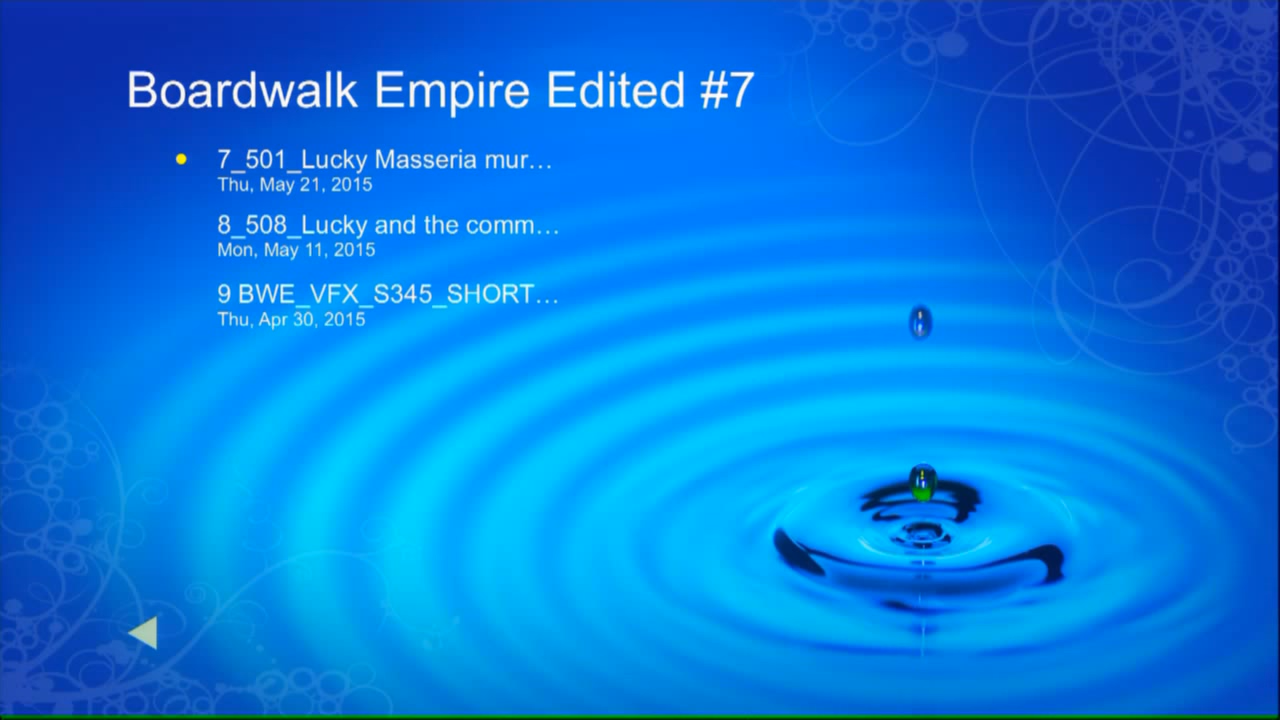 Boardwalk Empire Edited #7
7_501_Lucky Masseria mur…
Thu, May 21, 2015
8_508_Lucky and the comm…
Mon, May 11, 2015
9 BWE_VFX_S345_SHORT…
Thu, Apr 30, 2015